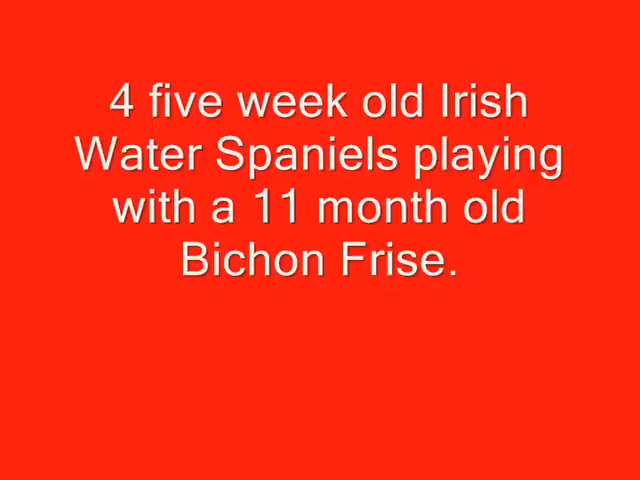 4 five week old Irish
Water Spaniels playing
with a 11 month old
Bichon Frise.